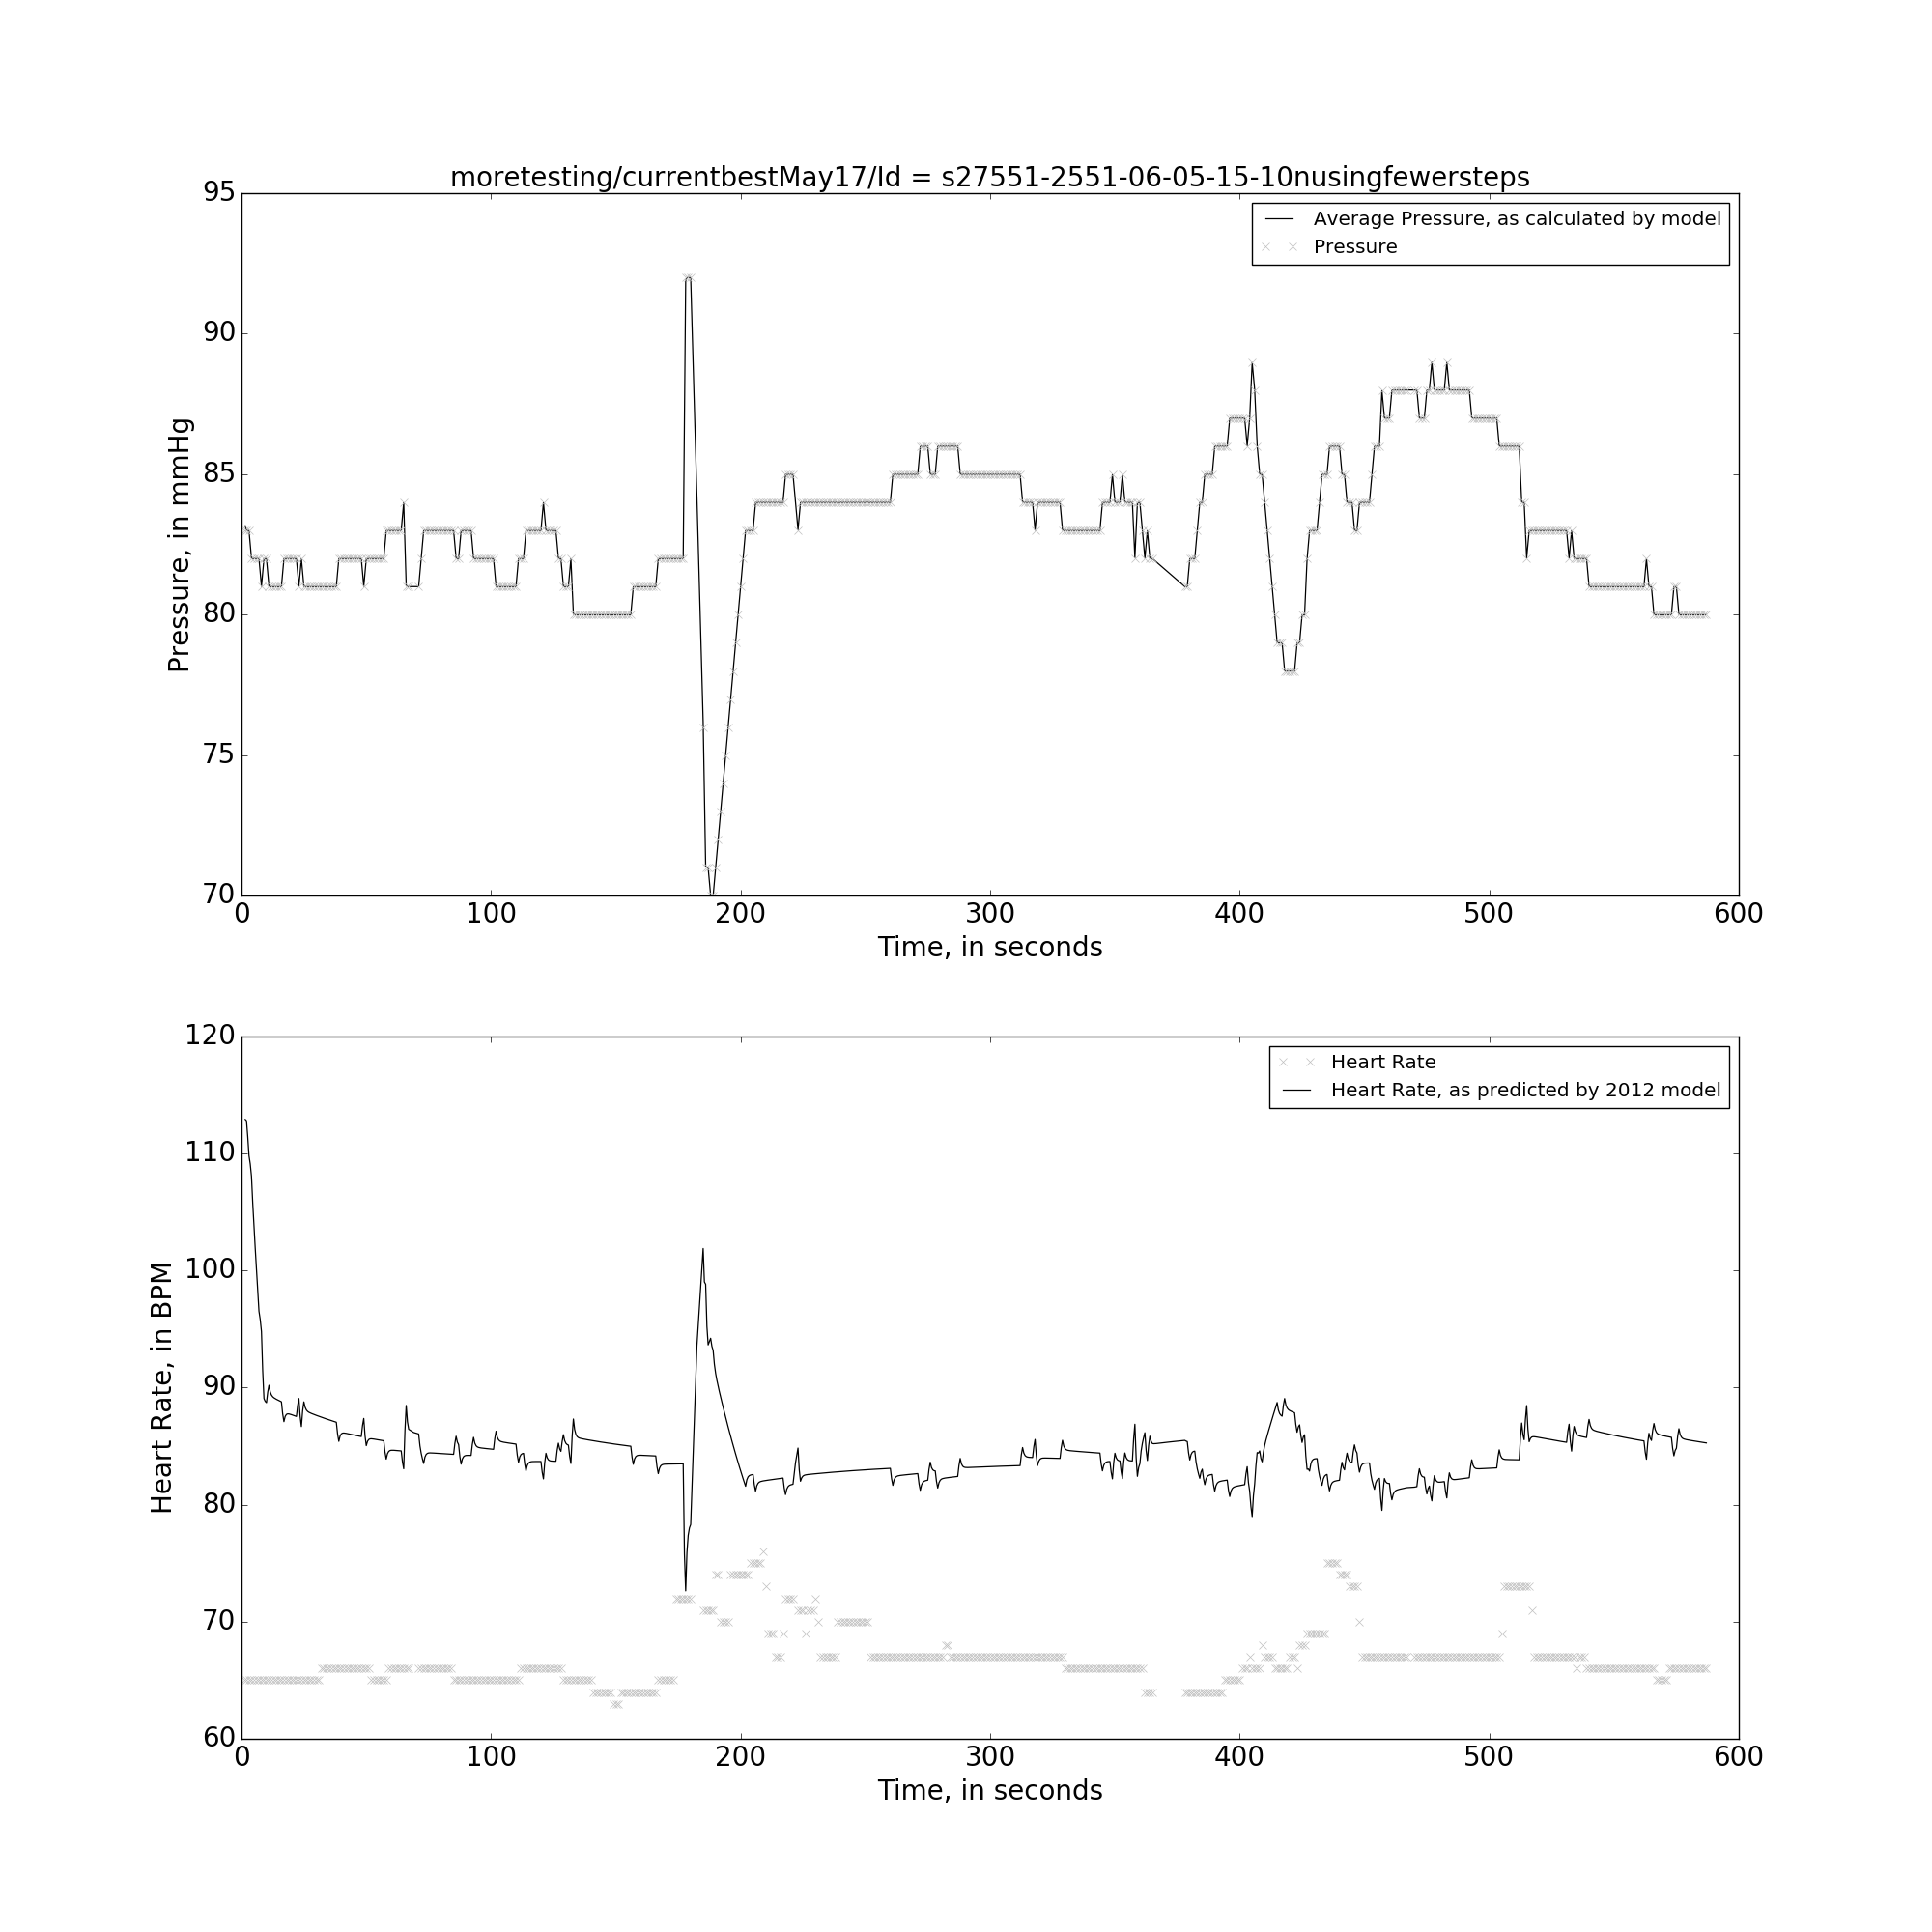 moretesting/currentbestMay17/Id = s27551-2551-06-05-15-10nusingfewersteps
95
90
85
80
75
70
Pressure, in mmHg
Average Pressure, as calculated by model
Pressure
0 100 200 300 400 500 600
Time, in seconds
120
110
100
90
80
70
60
Heart Rate, in BPM
Heart Rate
Heart Rate, as predicted by 2012 model
0 100 200 300 400 500 600
Time, in seconds